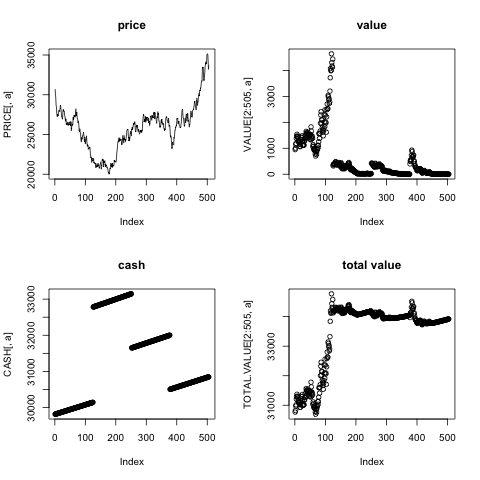 price
PRICE[, a]
20000 25000 30000 35000
0 100 200 300 400 500
Index
value
VALUE[2:505, a]
0 1000 3000
0 100 200 300 400 500
Index
cash
CASH[, a]
30000 31000 32000 33000
0 100 200 300 400 500
Index
total value
TOTAL.VALUE[2:505, a]
31000 33000
0 100 200 300 400 500
Index